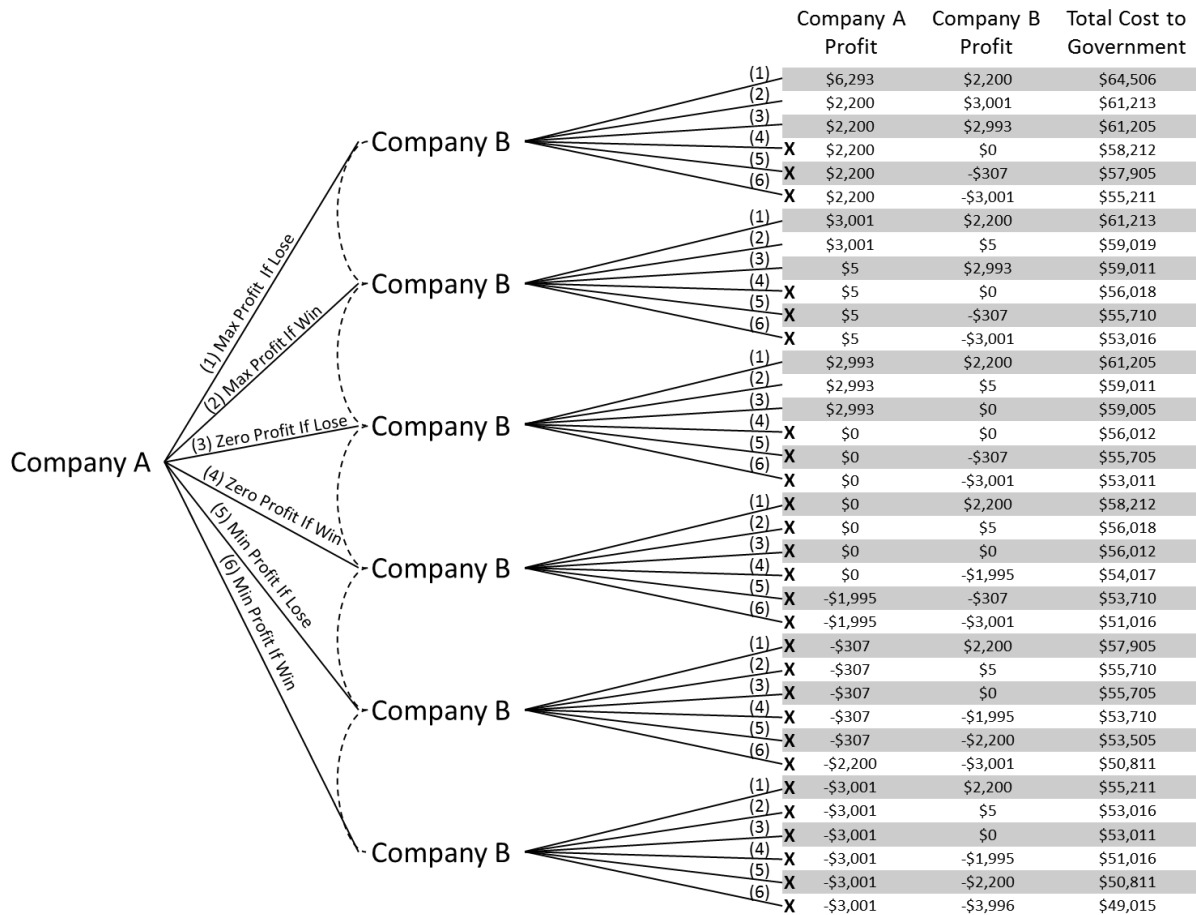 Company A Company B Total Cost to
Profit Profit Government
(1) $6,293 $2,200 $64,506
(2) $2,200 $3,001 $61,213
(3) $2,200 $2,993 $61,205
(4) X $2,200 $0 $58,212
(5) X $2,200 -$307 $57,905
(6) X $2,200 -$3,001 $55,211
Company B
(1) Max Profit If Lose
(1) $3,001 $2,200 $61,213
(2) $3,001 $5 $59,019
(3) $5 $2,993 $59,011
(4) X $5 $0 $56,018
(5) X $5 -$307 $55,710
(6) X $5 -$3,001 $53,016
Company B
(2) Max Profit If Win
(1) $2,993 $2,200 $61,205
(2) $2,993 $5 $59,011
(3) $2,993 $0 $59,005
(4) X $0 $0 $56,012
(5) X $0 -$307 $55,705
(6) X $0 -$3,001 $53,011
Company B
(3) Zero Profit If Lose
Company A
(1) X $0 $2,200 $58,212
(2) X $0 $5 $56,018
(3) X $0 $0 $56,012
(4) X $0 -$1,995 $54,017
(5) X -$1,995 -$307 $53,710
(6) X -$1,995 -$3,001 $51,016
Company B
(4) Zero Profit If Win
(1) X -$307 $2,200 $57,905
(2) X -$307 $5 $55,710
(3) X -$307 $0 $55,705
(4) X -$307 -$1,995 $53,710
(5) X -$307 -$2,200 $53,505
(6) X -$2,200 -$3,001 $50,811
Company B
(5) Min Profit If Lose
(1) X -$3,001 $2,200 $55,211
(2) X -$3,001 $5 $53,016
(3) X -$3,001 $0 $53,011
(4) X -$3,001 -$1,995 $51,016
(5) X -$3,001 -$2,200 $50,811
(6) X -$3,001 -$3,996 $49,015
Company B
(6) Min Profit If Win